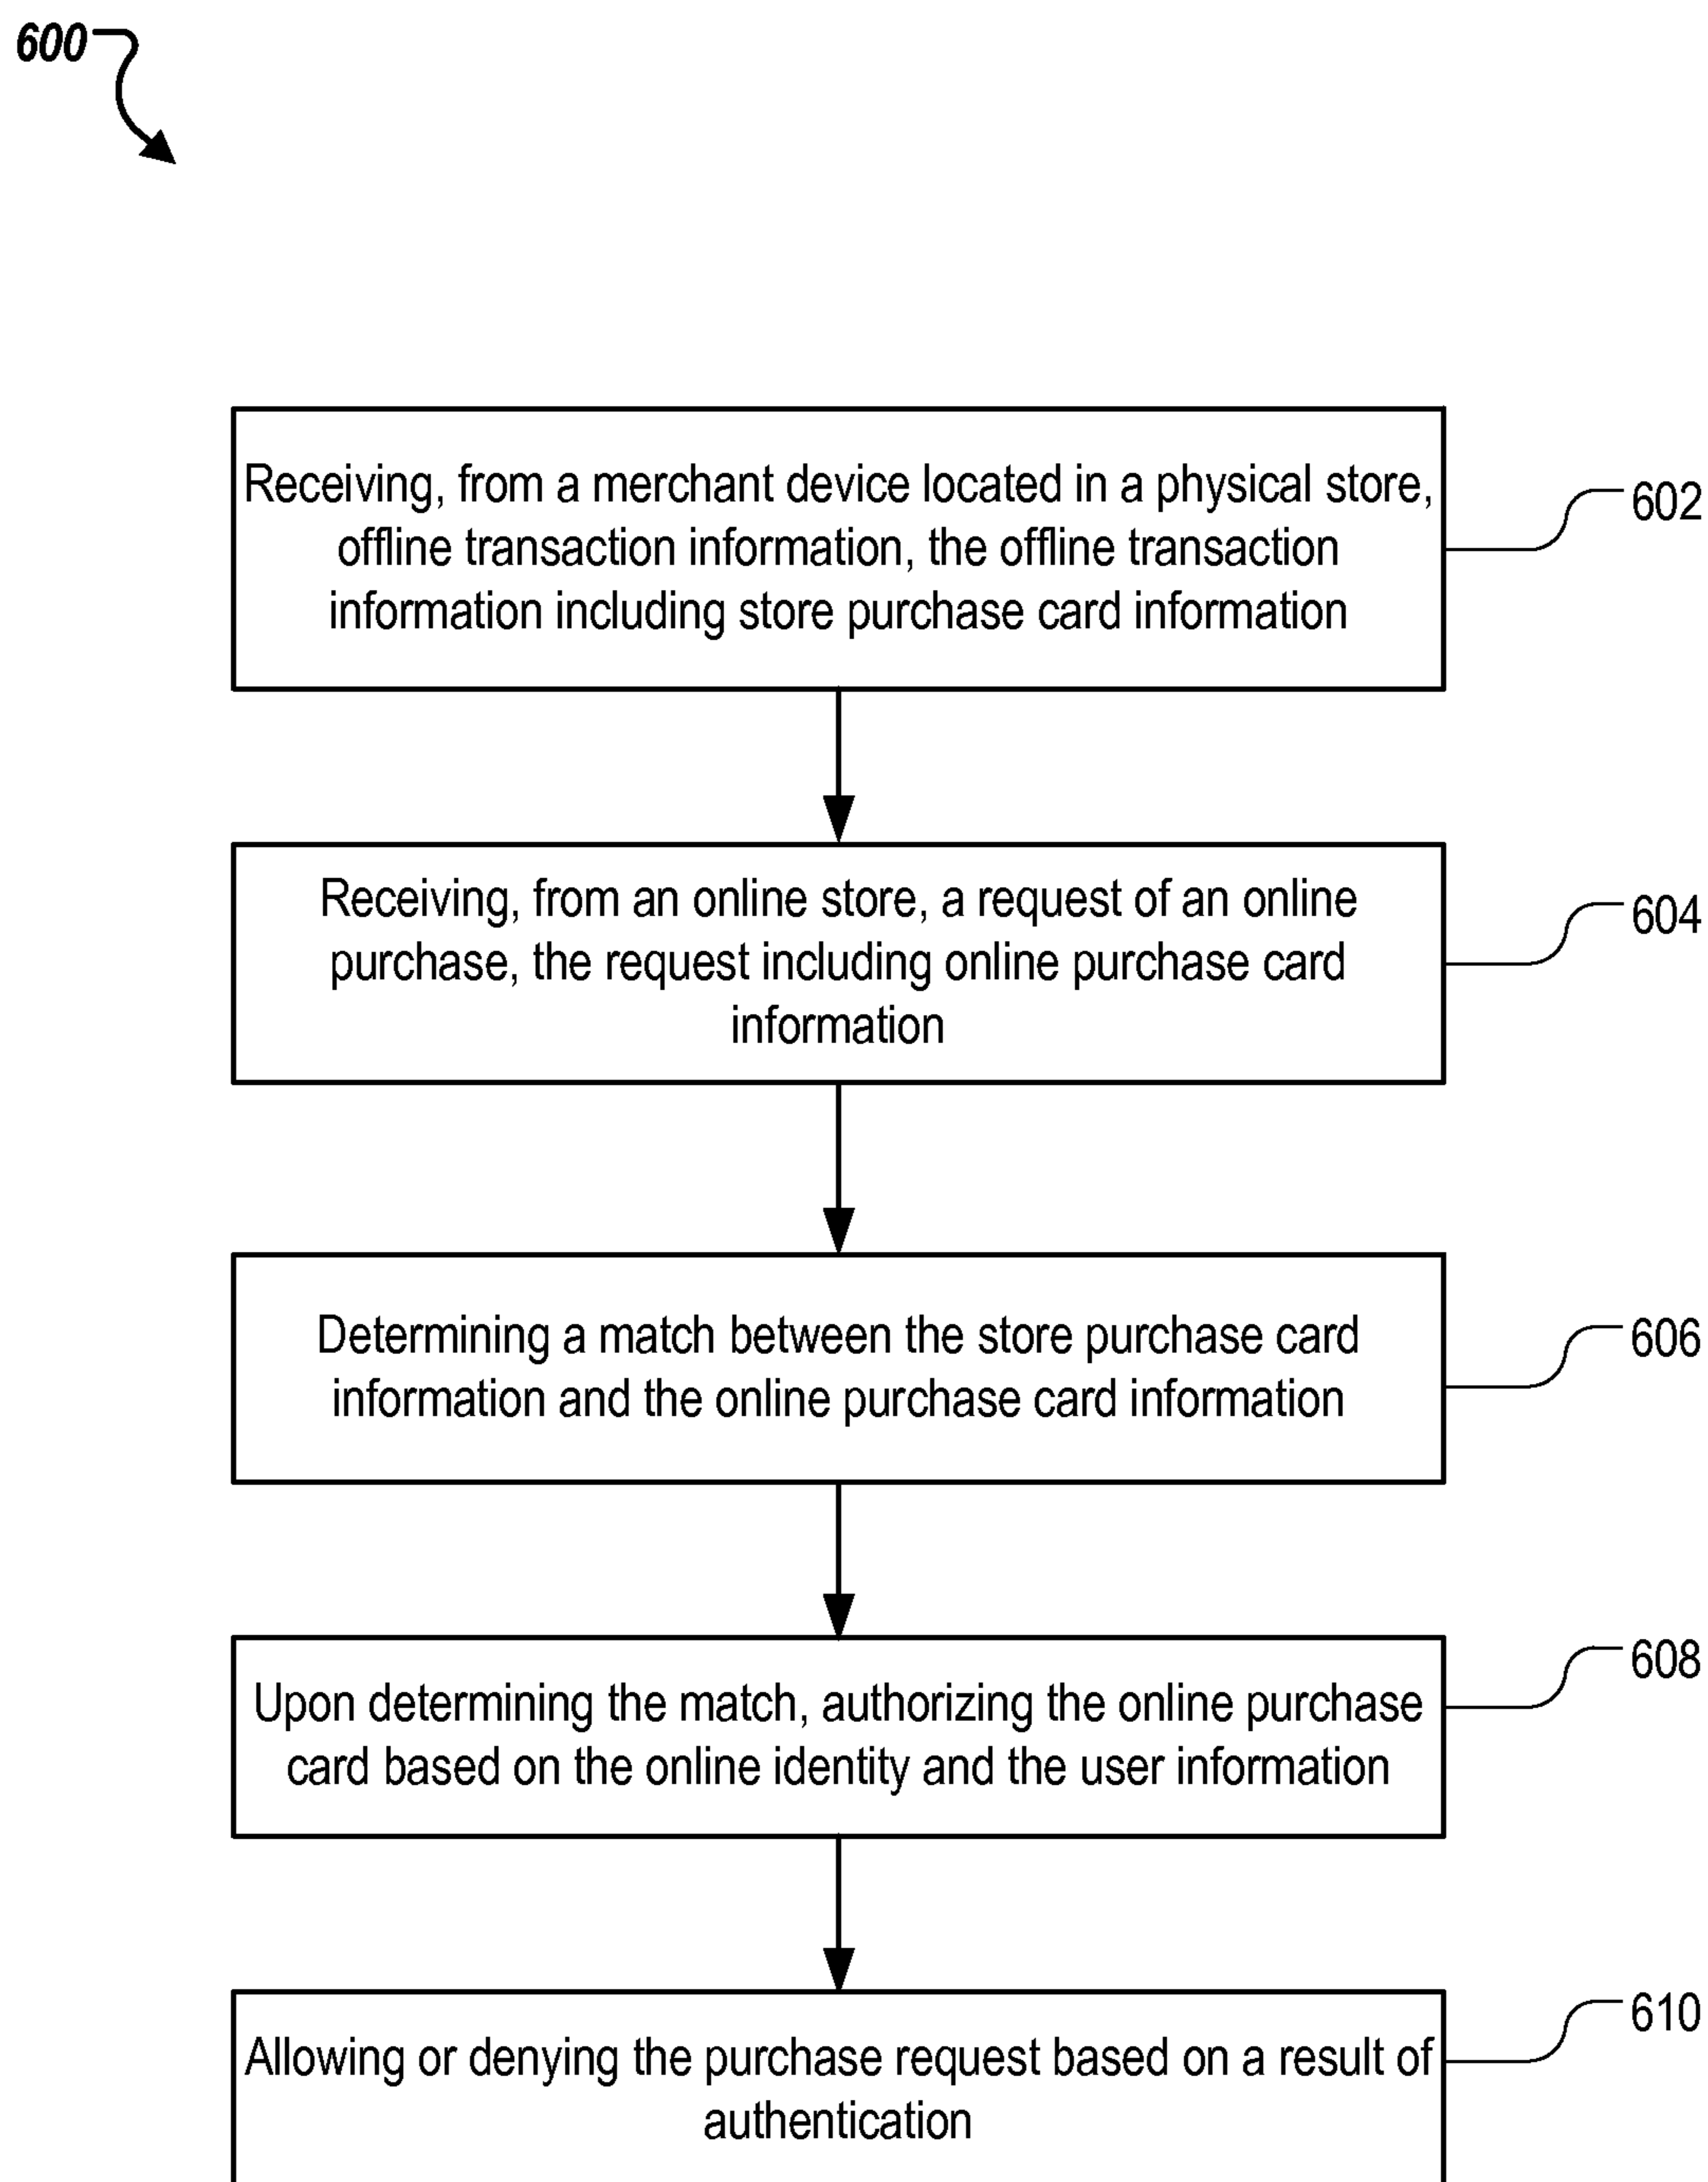 600
Receiving, from a merchant device located in a physical store,
offline transaction information, the offline transaction
information including store purchase card information
602
Receiving, from an online store, a request of an online
purchase, the request including online purchase card
information
604
Determining a match between the store purchase card
information and the online purchase card information
606
Upon determining the match, authorizing the online purchase
card based on the online identity and the user information
608
Allowing or denying the purchase request based on a result of
authentication
610